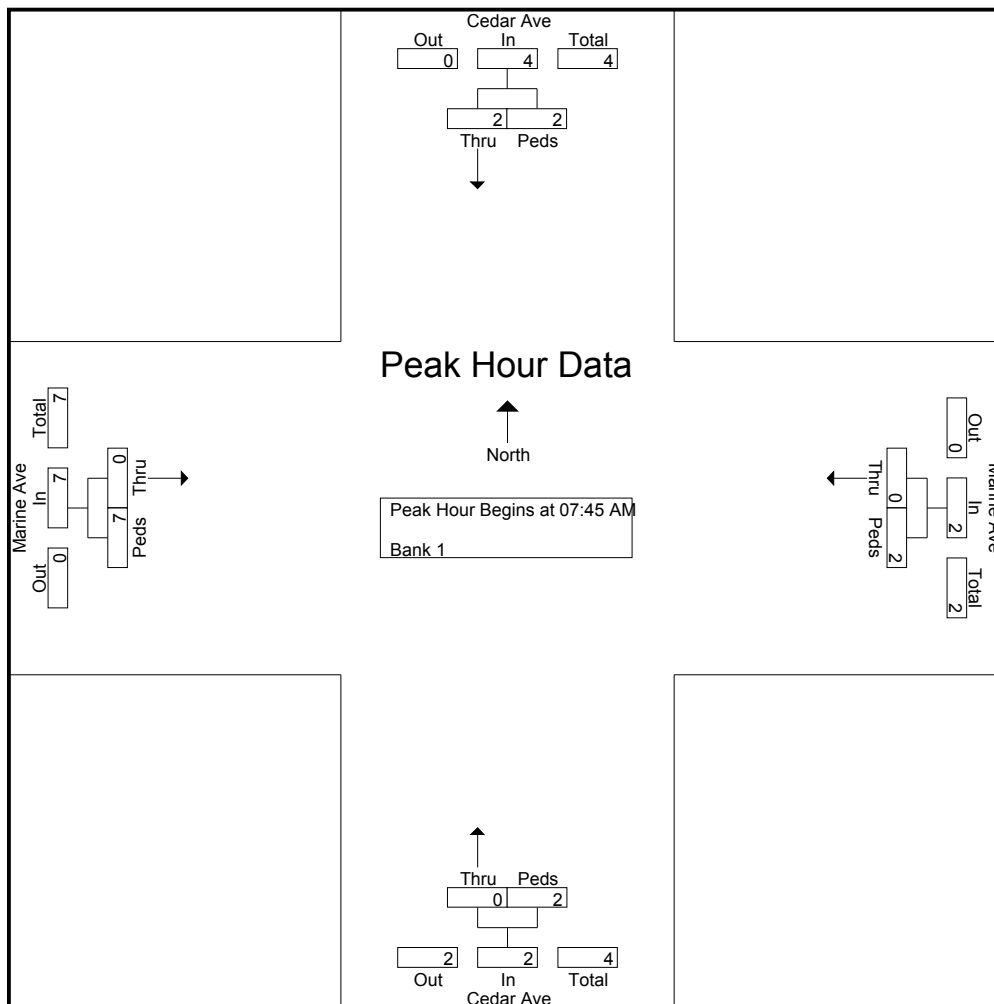 Cedar Ave
Out In Total
0 4 4
2 2
Thru Peds
Peak Hour Data
North
Peak Hour Begins at 07:45 AM
Bank 1
Marine Ave
Out In Total
0 7 7
Peds Thru
7 0
Marine Ave
Out In Total
0 2 2
Thru Peds
0 2
Thru Peds
0 2
2 2 4
Out In Total
Cedar Ave